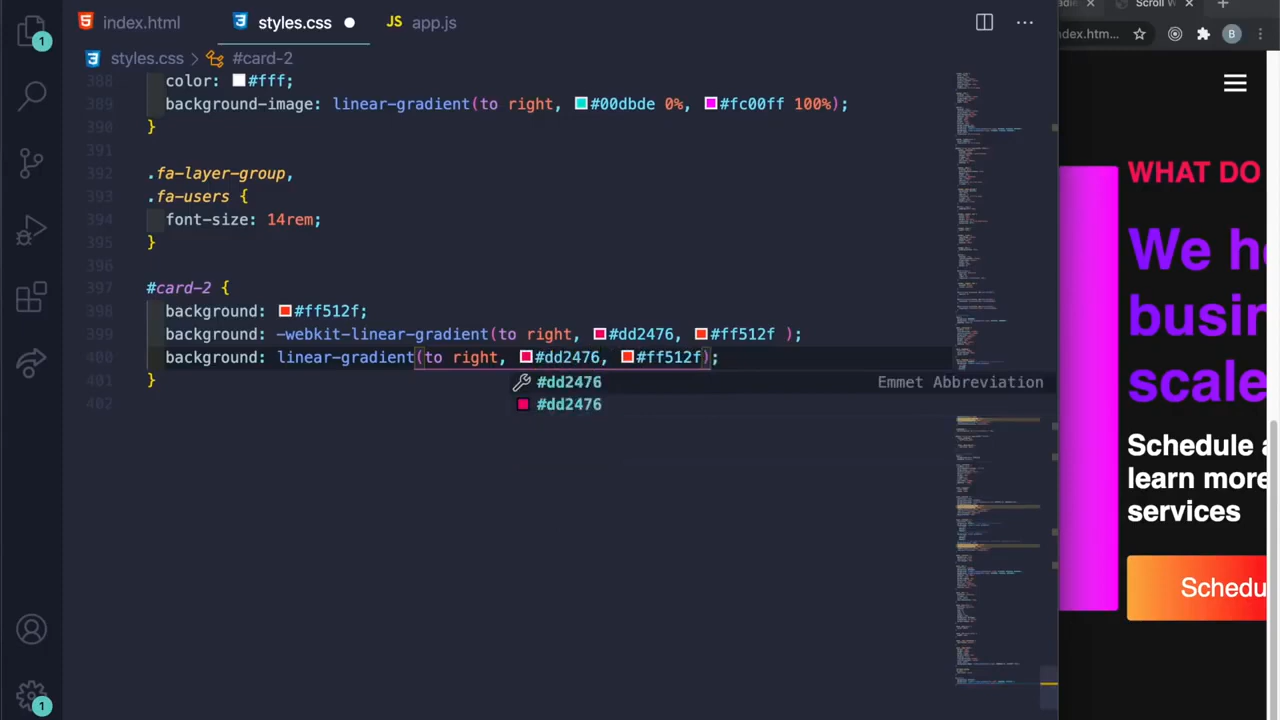 index.html
styles.css
JS app.js
Scroll W
index.htm...
B
1
styles.css > #card-2
388 color: #fff;
389 background-image: linear-gradient(to right, #00dbde 0%, #fc00ff 100%);
390 }
391
392 .fa-layer-group,
393 .fa-users {
394 font-size: 14rem;
395 }
396
397 #card-2 {
398 background: #ff512f;
399 background: -webkit-linear-gradient(to right, #dd2476, #ff512f );
400 background: linear-gradient(to right, #dd2476, #ff512f);
401 }
402
#dd2476 Emmet Abbreviation
#dd2476
1
WHAT DO
We he
busin
scale
Schedule a
learn more
services
Schedu